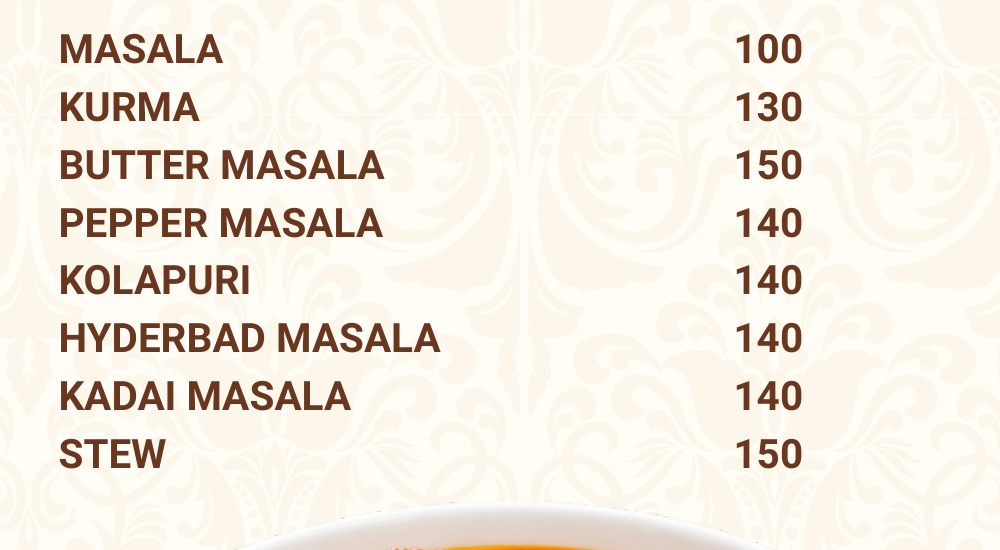 MASALA 100
KURMA 130
BUTTER MASALA 150
PEPPER MASALA 140
KOLAPURI 140
HYDERBAD MASALA 140
KADAI MASALA 140
STEW 150